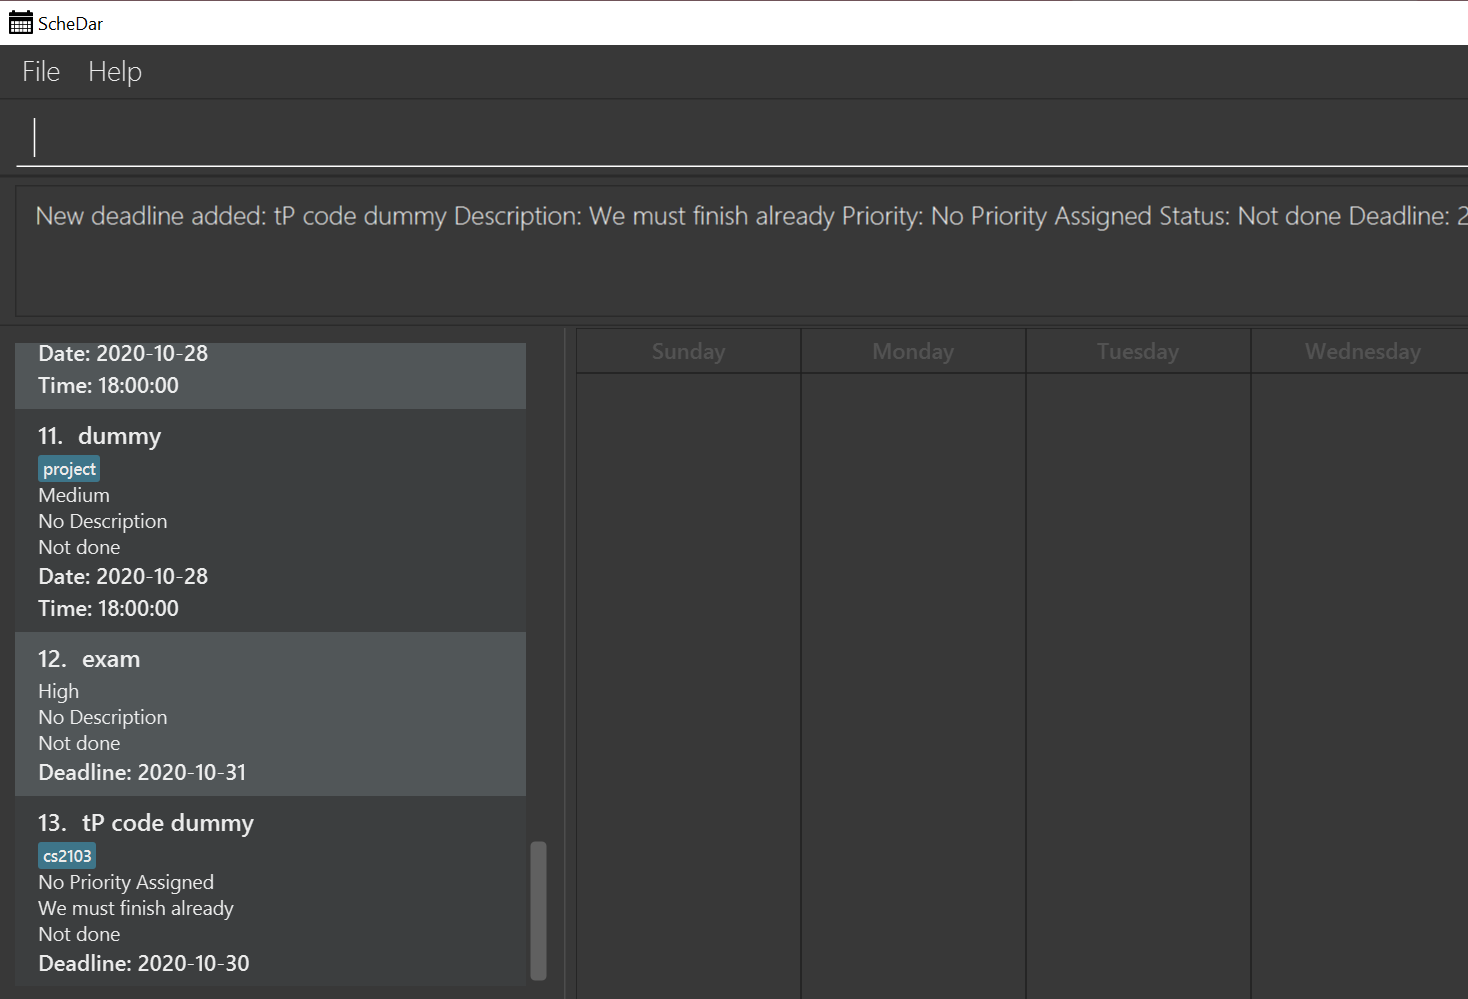 ScheDar
File Help
New deadline added: tP code dummy Description: We must finish already Priority: No Priority Assigned Status: Not done Deadline: 2
Date: 2020-10-28
Time: 18:00:00
11. dummy
project
Medium
No Description
Not done
Date: 2020-10-28
Time: 18:00:00
12. exam
High
No Description
Not done
Deadline: 2020-10-31
13. tP code dummy
cs2103
No Priority Assigned
We must finish already
Not done
Deadline: 2020-10-30
Sunday Monday Tuesday Wednesday